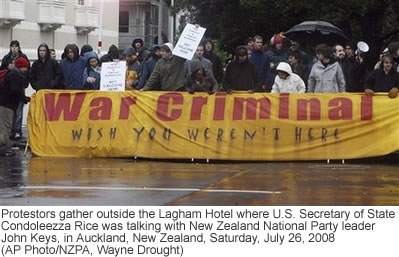 War Criminal
WISH YOU WEREN'T HERE
Protestors gather outside the Lagham Hotel where U.S. Secretary of State
Condoleezza Rice was talking with New Zealand National Party leader
John Keys, in Auckland, New Zealand, Saturday, July 26, 2008
(AP Photo/NZPA, Wayne Drought)